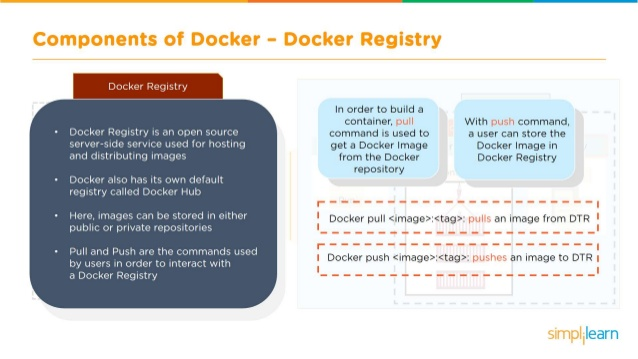 Components of Docker – Docker Registry
Docker Registry
• Docker Registry is an open source
server-side service used for hosting
and distributing images
• Docker also has its own default
registry called Docker Hub
• Here, images can be stored in either
public or private repositories
• Pull and Push are the commands used
by users in order to interact with
a Docker Registry
In order to build a
container, pull
command is used to
get a Docker Image
from the Docker
repository
With push command,
a user can store the
Docker Image in
Docker Registry
Docker pull <image>:<tag>: pulls an image from DTR
Docker push <image>:<tag>: pushes an image to DTR
simplilearn